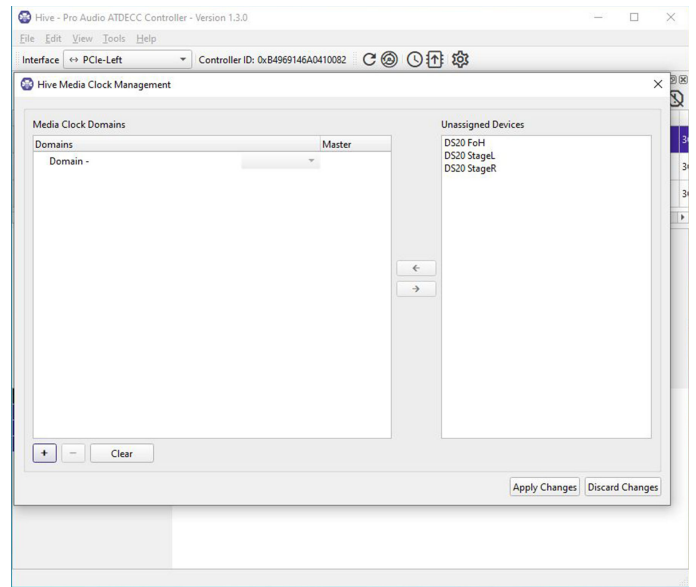 Hive - Pro Audio ATDECC Controller - Version 1.3.0
File Edit View Tools Help
Interface PCIe-Left Controller ID: 0xB4969146A0410082
Hive Media Clock Management
Media Clock Domains Unassigned Devices
Domains Master DS20 FoH
Domain - DS20 StageL
DS20 StageR
+ − Clear
Apply Changes Discard Changes